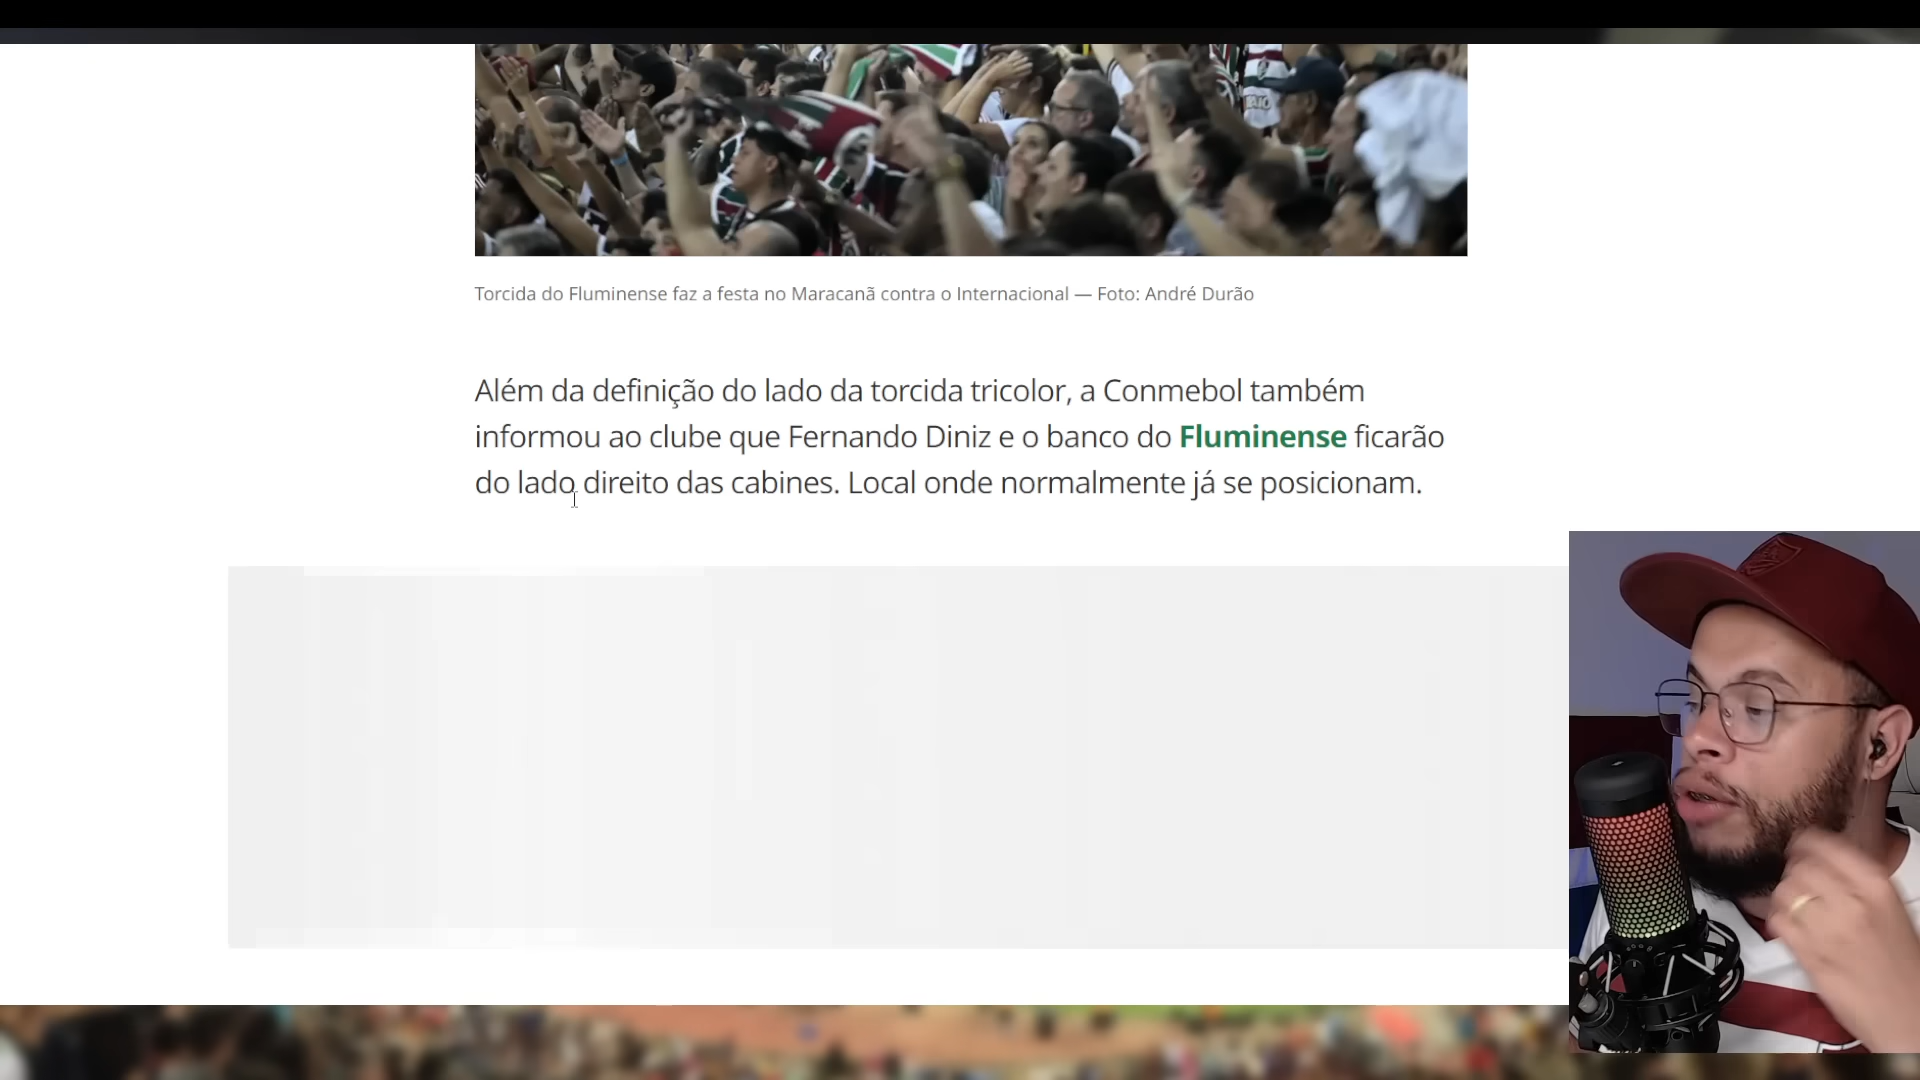 Torcida do Fluminense faz a festa no Maracanã contra o Internacional — Foto: André Durão
Além da definição do lado da torcida tricolor, a Conmebol também
informou ao clube que Fernando Diniz e o banco do Fluminense ficarão
do lado direito das cabines. Local onde normalmente já se posicionam.